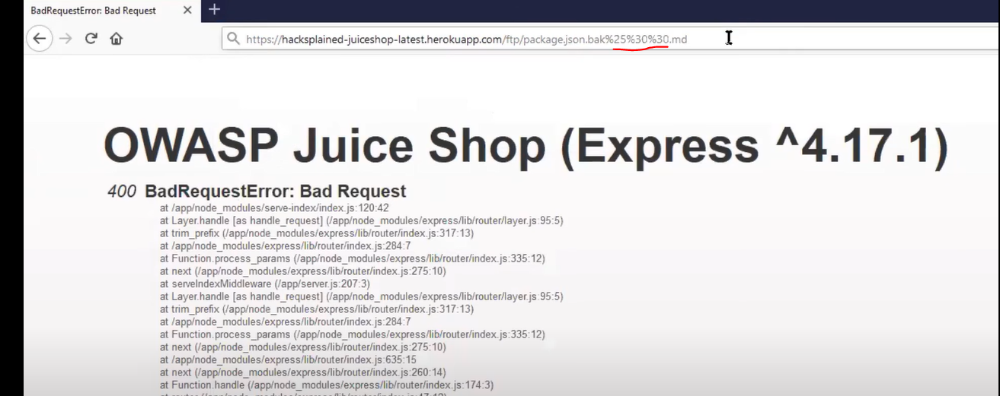 BadRequestError: Bad Request
https://hacksplained-juiceshop-latest.herokuapp.com/ftp/package.json.bak%25%30%30.md
OWASP Juice Shop (Express ^4.17.1)
400 BadRequestError: Bad Request
at /app/node_modules/serve-index/index.js:120:42
at Layer.handle [as handle_request] (/app/node_modules/express/lib/router/layer.js:95:5)
at trim_prefix (/app/node_modules/express/lib/router/index.js:317:13)
at /app/node_modules/express/lib/router/index.js:284:7
at Function.process_params (/app/node_modules/express/lib/router/index.js:335:12)
at next (/app/node_modules/express/lib/router/index.js:275:10)
at serveIndexMiddleware (/app/server.js:207:3)
at Layer.handle [as handle_request] (/app/node_modules/express/lib/router/layer.js:95:5)
at trim_prefix (/app/node_modules/express/lib/router/index.js:317:13)
at /app/node_modules/express/lib/router/index.js:284:7
at Function.process_params (/app/node_modules/express/lib/router/index.js:335:12)
at next (/app/node_modules/express/lib/router/index.js:275:10)
at /app/node_modules/express/lib/router/index.js:635:15
at next (/app/node_modules/express/lib/router/index.js:260:14)
at Function.handle (/app/node_modules/express/lib/router/index.js:174:3)